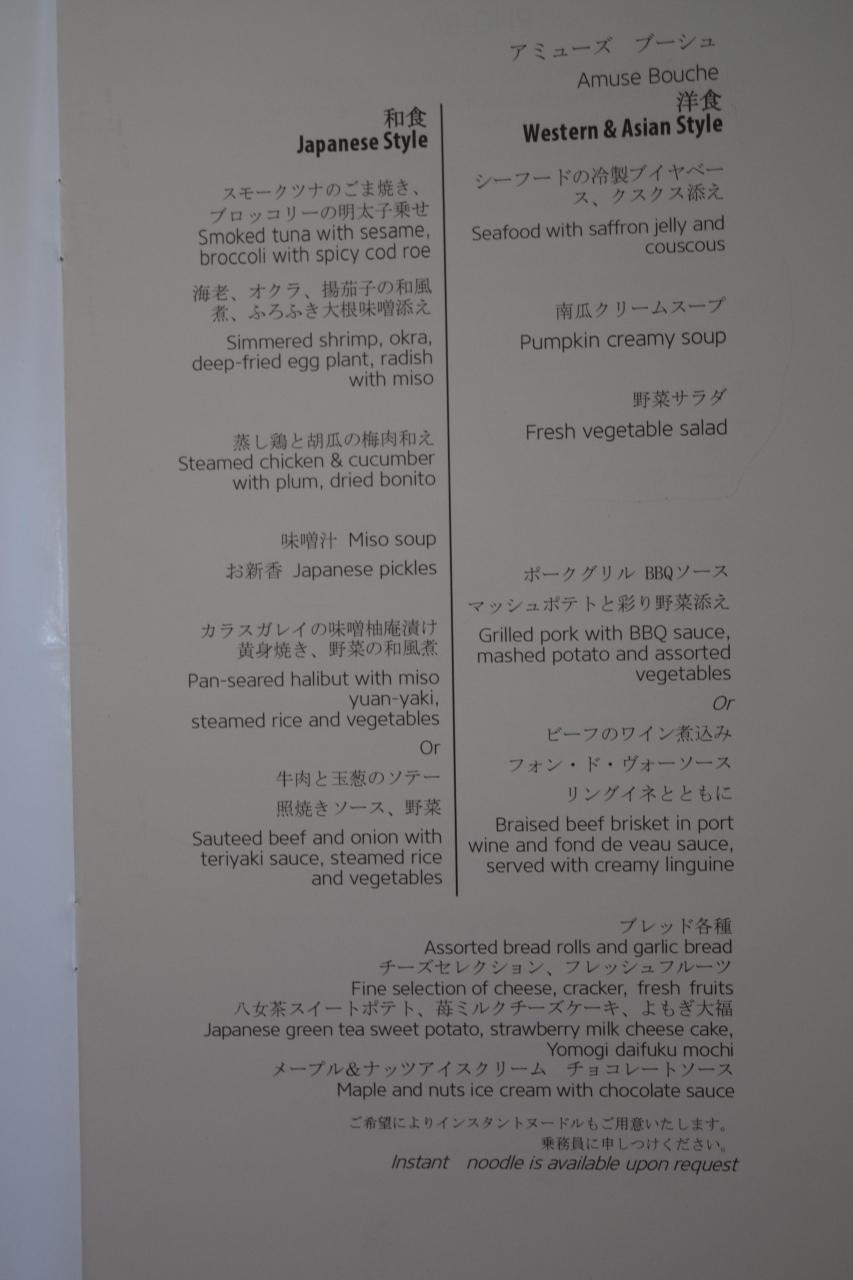 アミューズ　ブーシュ
Amuse Bouche
和食
Japanese Style
スモークツナのごま焼き、
ブロッコリーの明太子乗せ
Smoked tuna with sesame,
broccoli with spicy cod roe
海老、オクラ、揚茄子の和風
煮、ふろふき大根味噌添え
Simmered shrimp, okra,
deep-fried egg plant, radish
with miso
蒸し鶏と胡瓜の梅肉和え
Steamed chicken & cucumber
with plum, dried bonito
味噌汁 Miso soup
お新香 Japanese pickles
カラスガレイの味噌柚庵漬け
黄身焼き、野菜の和風煮
Pan-seared halibut with miso
yuan-yaki,
steamed rice and vegetables
Or
牛肉と玉葱のソテー
照焼きソース、野菜
Sauteed beef and onion with
teriyaki sauce, steamed rice
and vegetables
洋食
Western & Asian Style
シーフードの冷製ブイヤベー
ス、クスクス添え
Seafood with saffron jelly and
couscous
南瓜クリームスープ
Pumpkin creamy soup
野菜サラダ
Fresh vegetable salad
ポークグリル BBQソース
マッシュポテトと彩り野菜添え
Grilled pork with BBQ sauce,
mashed potato and assorted
vegetables
Or
ビーフのワイン煮込み
フォン・ド・ヴォーソース
リングイネとともに
Braised beef brisket in port
wine and fond de veau sauce,
served with creamy linguine
ブレッド各種
Assorted bread rolls and garlic bread
チーズセレクション、フレッシュフルーツ
Fine selection of cheese, cracker, fresh fruits
八女茶スイートポテト、苺ミルクチーズケーキ、よもぎ大福
Japanese green tea sweet potato, strawberry milk cheese cake,
Yomogi daifuku mochi
メープル&ナッツアイスクリーム　チョコレートソース
Maple and nuts ice cream with chocolate sauce
ご希望によりインスタントヌードルもご用意いたします。
乗務員に申しつけください。
Instant noodle is available upon request